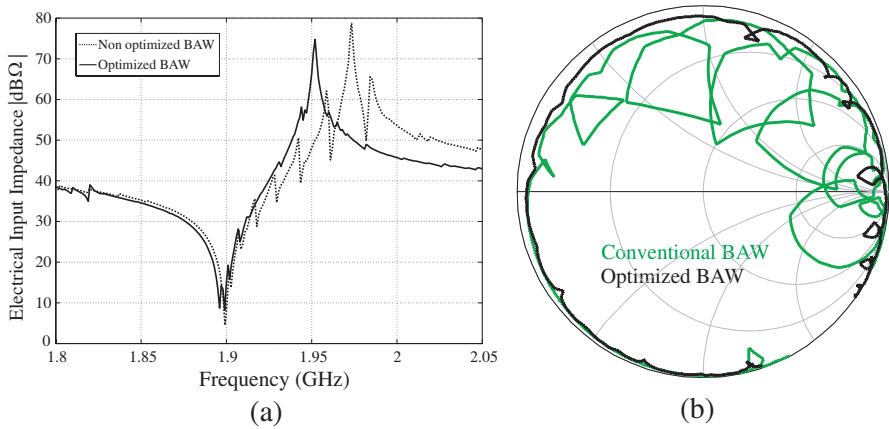 80
70
60
50
40
30
20
10
0
Electrical Input Impedance |dBΩ|
Non optimized BAW
Optimized BAW
1.8
1.85
1.9
1.95
2
2.05
Frequency (GHz)
(a)
Conventional BAW
Optimized BAW
(b)